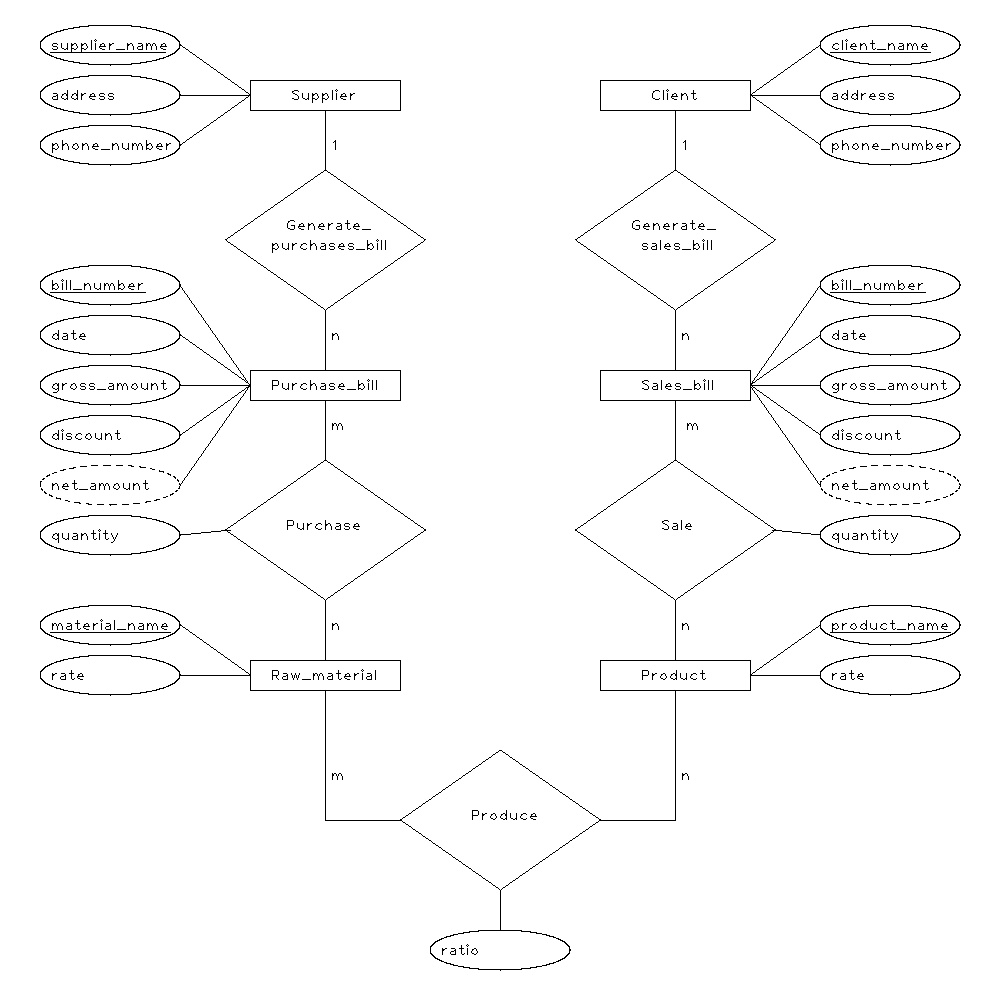 supplier_name
client_name
address
Supplier
Client
address
phone_number
1
1
phone_number
Generate_
purchases_bill
Generate_
sales_bill
bill_number
bill_number
date
n
n
date
gross_amount
Purchase_bill
Sales_bill
gross_amount
discount
m
m
discount
net_amount
net_amount
quantity
Purchase
Sale
quantity
material_name
n
n
product_name
rate
Raw_material
Product
rate
m
n
Produce
ratio